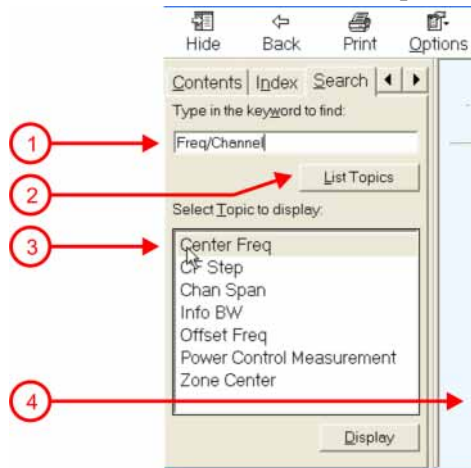 Hide Back Print Options
Contents Index Search
Type in the keyword to find:
1
Freq/Channel
2
List Topics
Select Topic to display:
3
Center Freq
CF Step
Chan Span
Info BW
Offset Freq
Power Control Measurement
Zone Center
4
Display